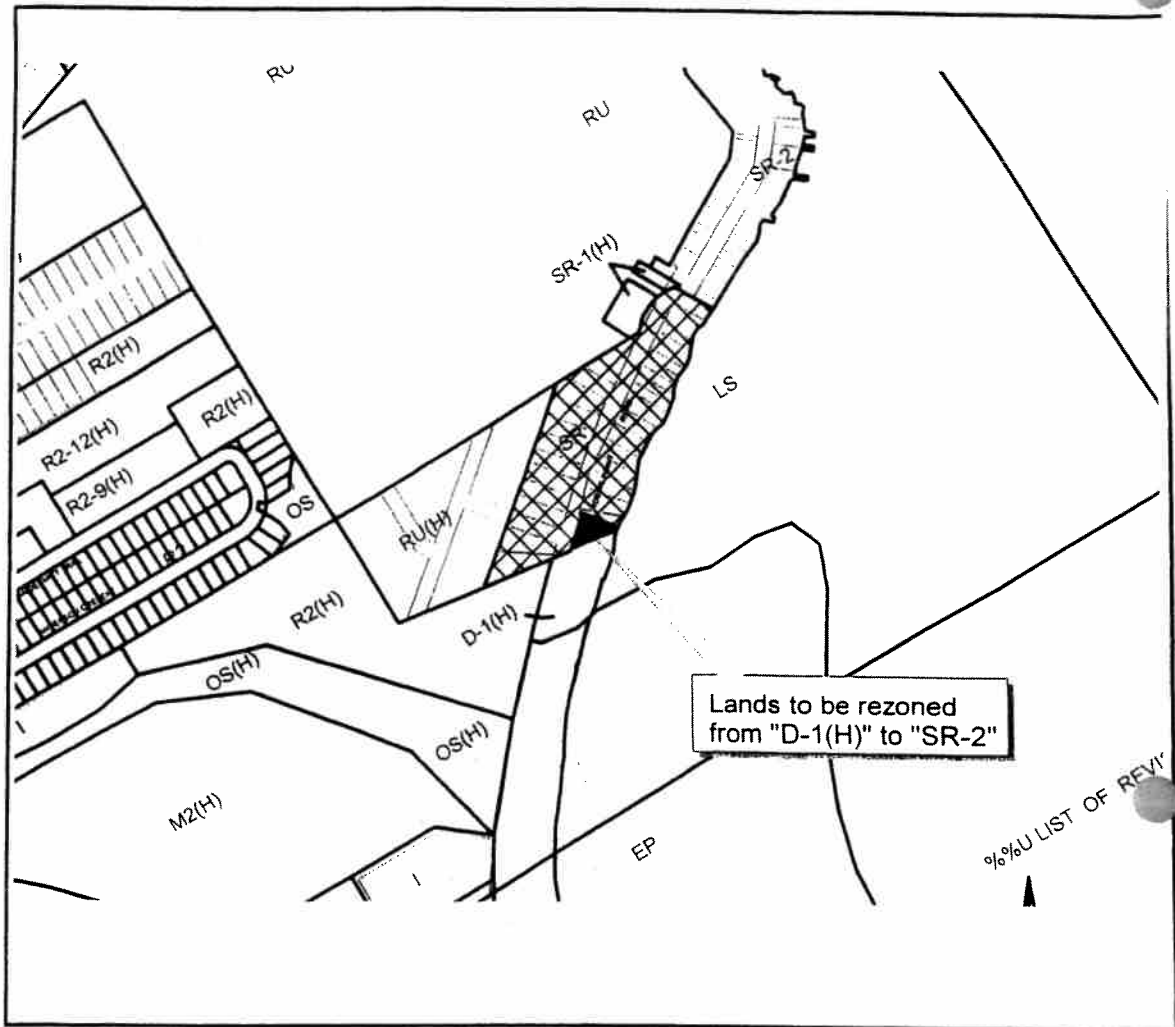 RU
RU
SR-2
SR-1(H)
R2(H)
LS
R2(H)
R2-12(H)
SR
R2-9(H)
OS
RU(H)
R2(H)
D-1(H)
OS(H)
Lands to be rezoned
from "D-1(H)" to "SR-2"
OS(H)
M2(H)
EP
I
I
%%U LIST OF